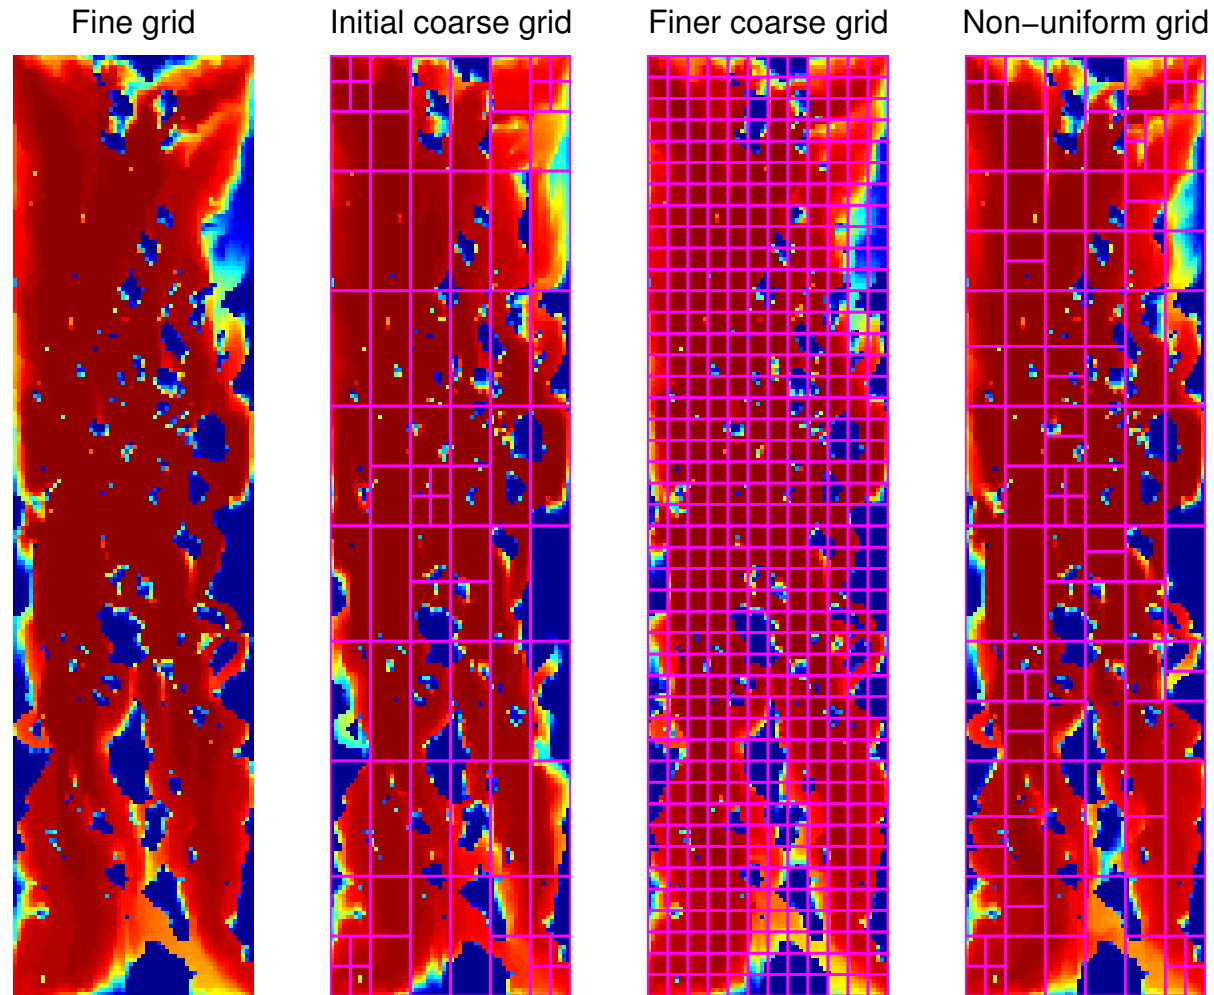 Fine grid
Initial coarse grid
Finer coarse grid
Non−uniform grid